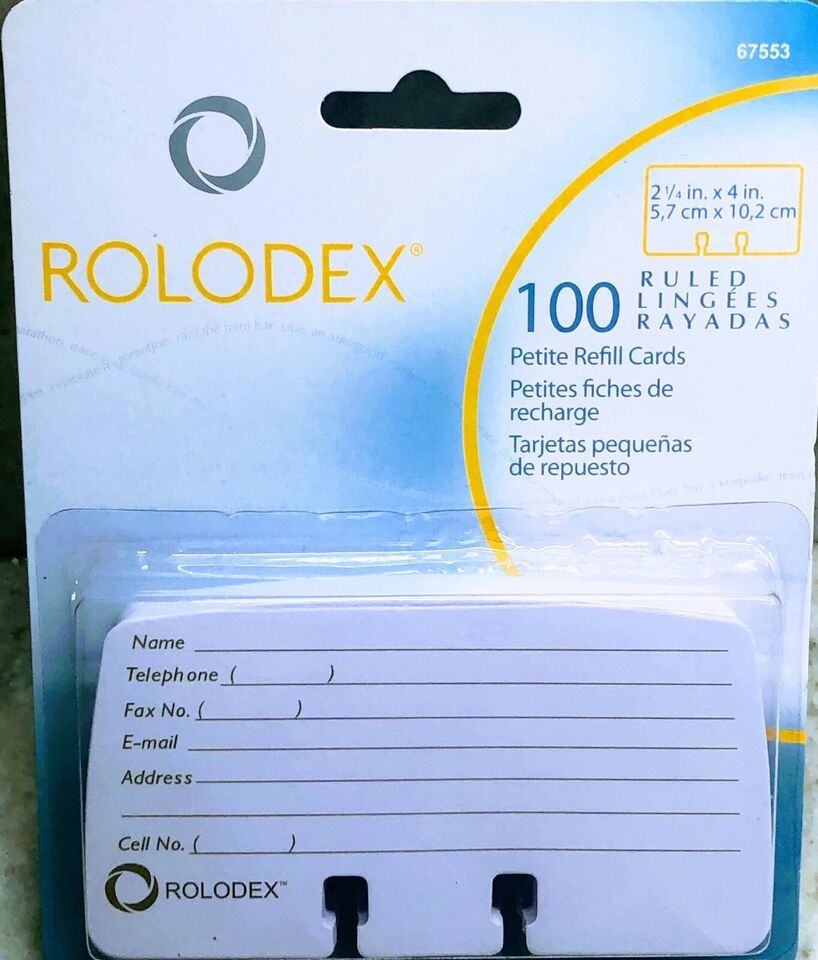 67553
2 1/4 in. x 4 in.
5,7 cm x 10,2 cm
ROLODEX®
100 RULED
LINGÉES
RAYADAS
Petite Refill Cards
Petites fiches de
recharge
Tarjetas pequeñas
de repuesto
Name
Telephone ( )
Fax No. ( )
E-mail
Address
Cell No. ( )
ROLODEX™